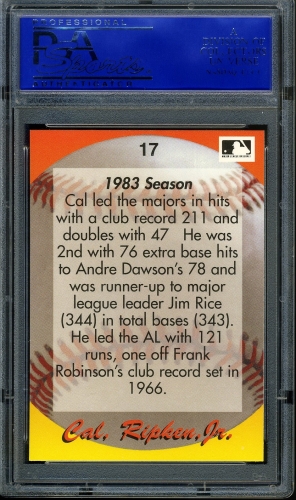 PROFESSIONAL
PSA
AUTHENTICATED
17
1983 Season
Cal led the majors in hits
with a club record 211 and
doubles with 47 He was
2nd with 76 extra base hits
to Andre Dawson's 78 and
was runner-up to major
league leader Jim Rice
(344) in total bases (343).
He led the AL with 121
runs, one off Frank
Robinson's club record set in
1966.
Cal, Ripken, Jr.